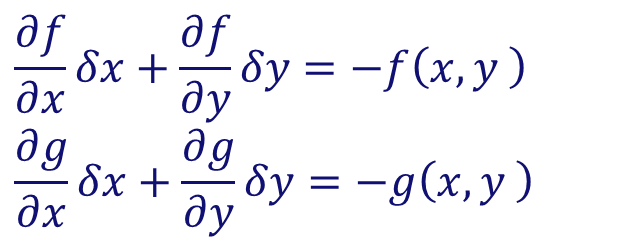 ∂f/∂x δx + ∂f/∂y δy = −f(x, y )
∂g/∂x δx + ∂g/∂y δy = −g(x, y )